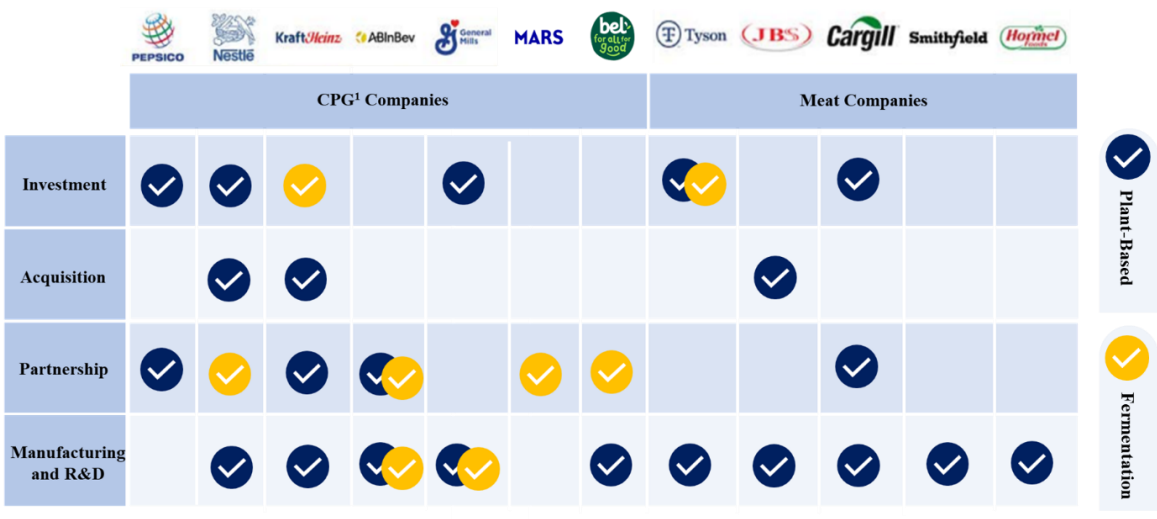 PEPSICO
Nestlé
KraftHeinz
ABInBev
General
Mills
MARS
bel
for all for
good
Tyson
JBS
Cargill
Smithfield
Hormel
Foods
CPG¹ Companies
Meat Companies
Investment
Acquisition
Partnership
Manufacturing
and R&D
Plant-Based
Fermentation